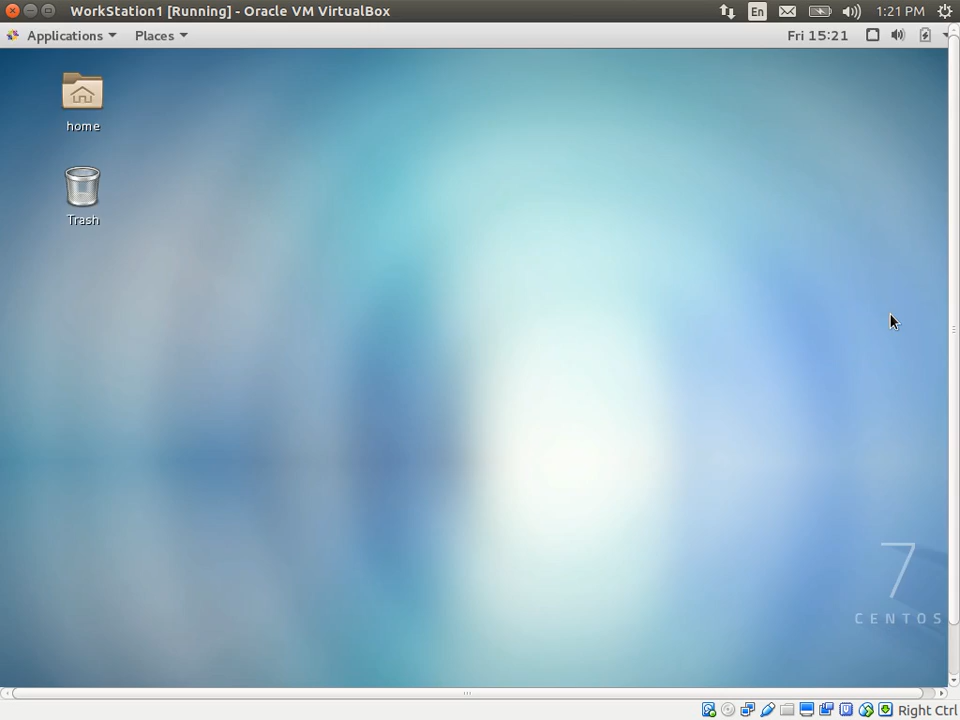 WorkStation1 [Running] - Oracle VM VirtualBox
En
1:21 PM
Applications
Places
Fri 15:21
home
Trash
7
CENTOS
Right Ctrl